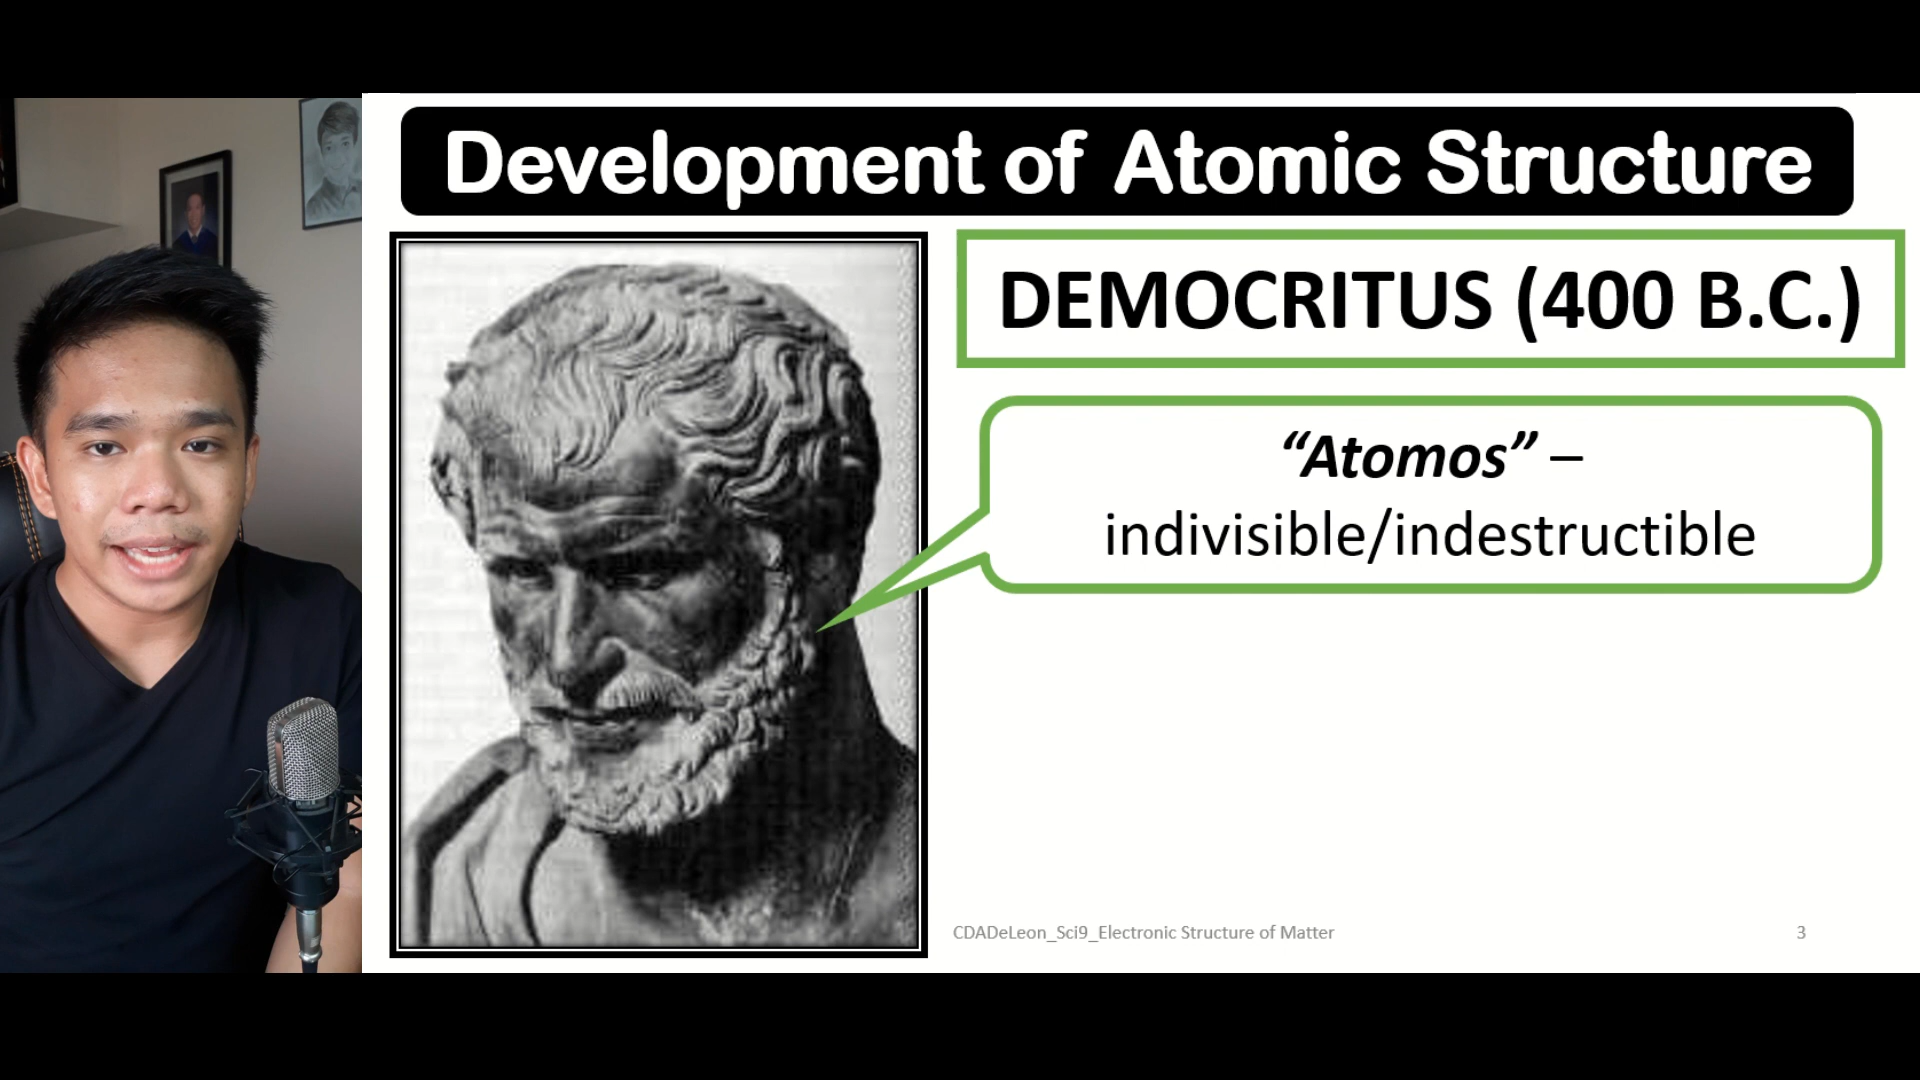 Development of Atomic Structure
DEMOCRITUS (400 B.C.)
“Atomos” –
indivisible/indestructible
CDADeLeon_Sci9_Electronic Structure of Matter
3